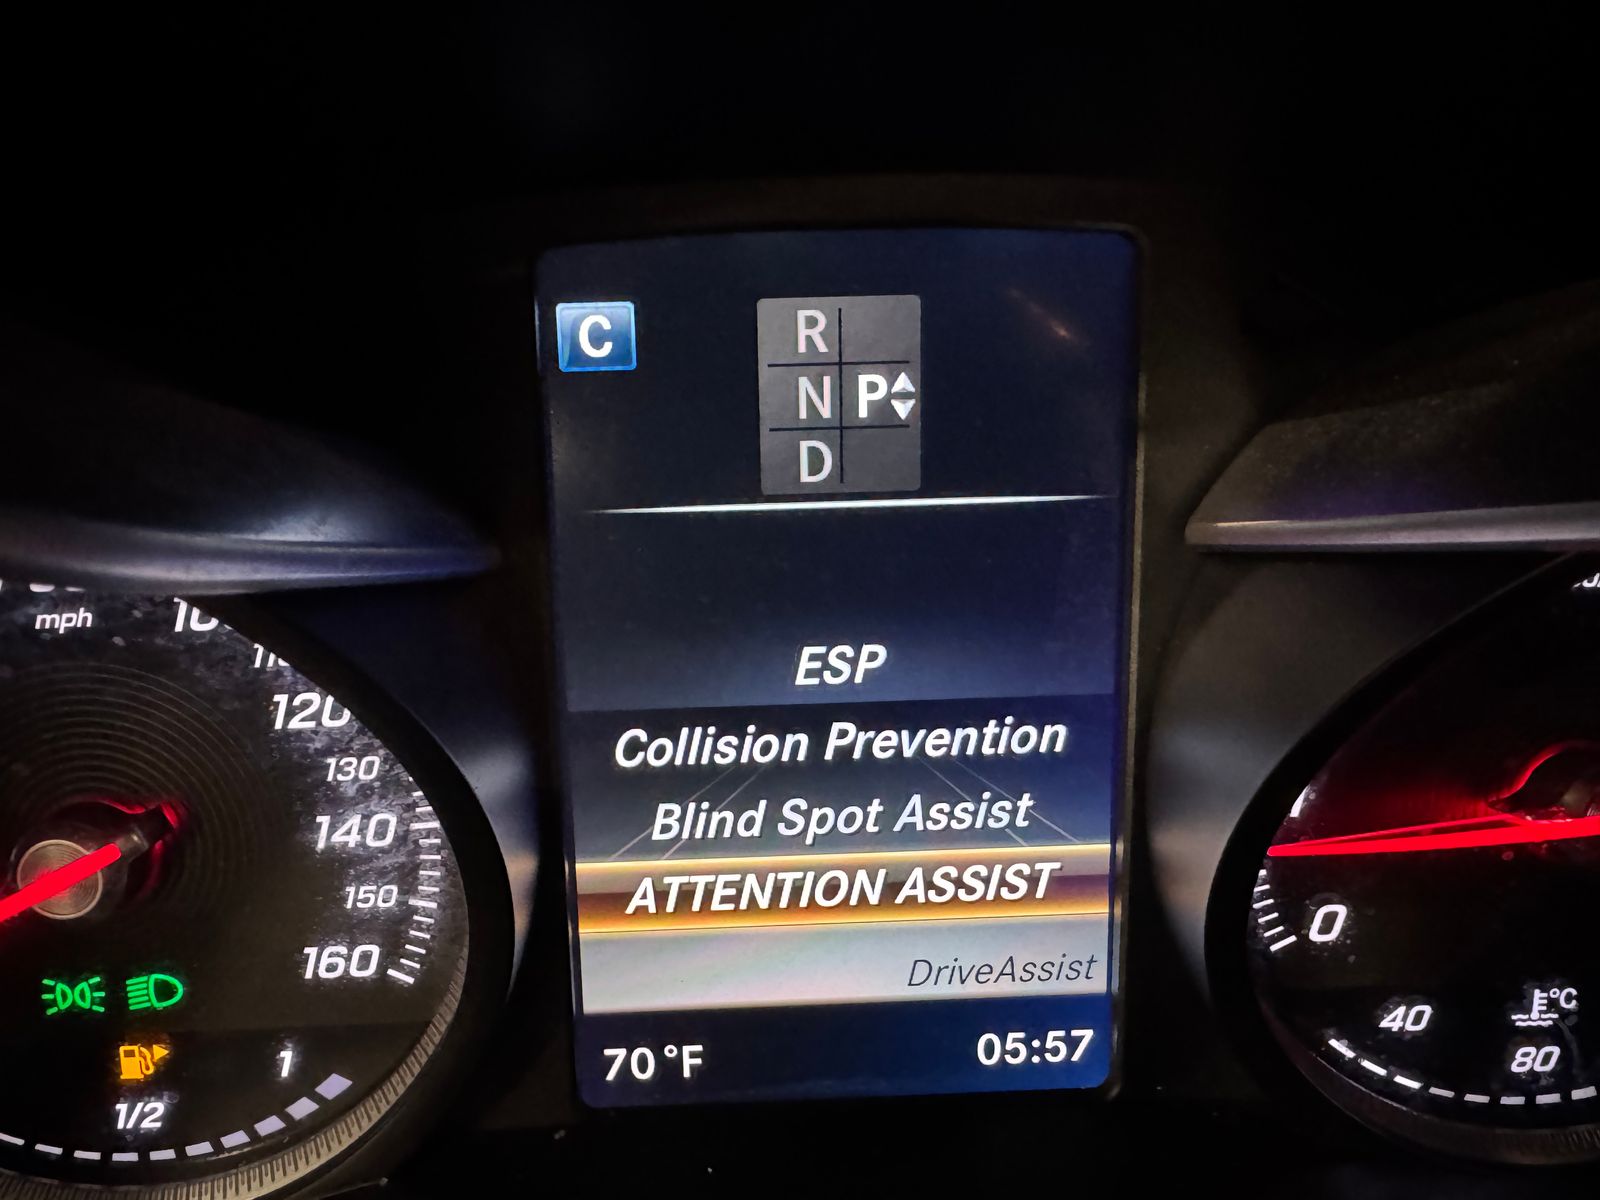 C
R
N P
D
ESP
Collision Prevention
Blind Spot Assist
ATTENTION ASSIST
DriveAssist
70 °F 05:57
mph
120
130
140
150
160
1
1/2
0
40
°C
80